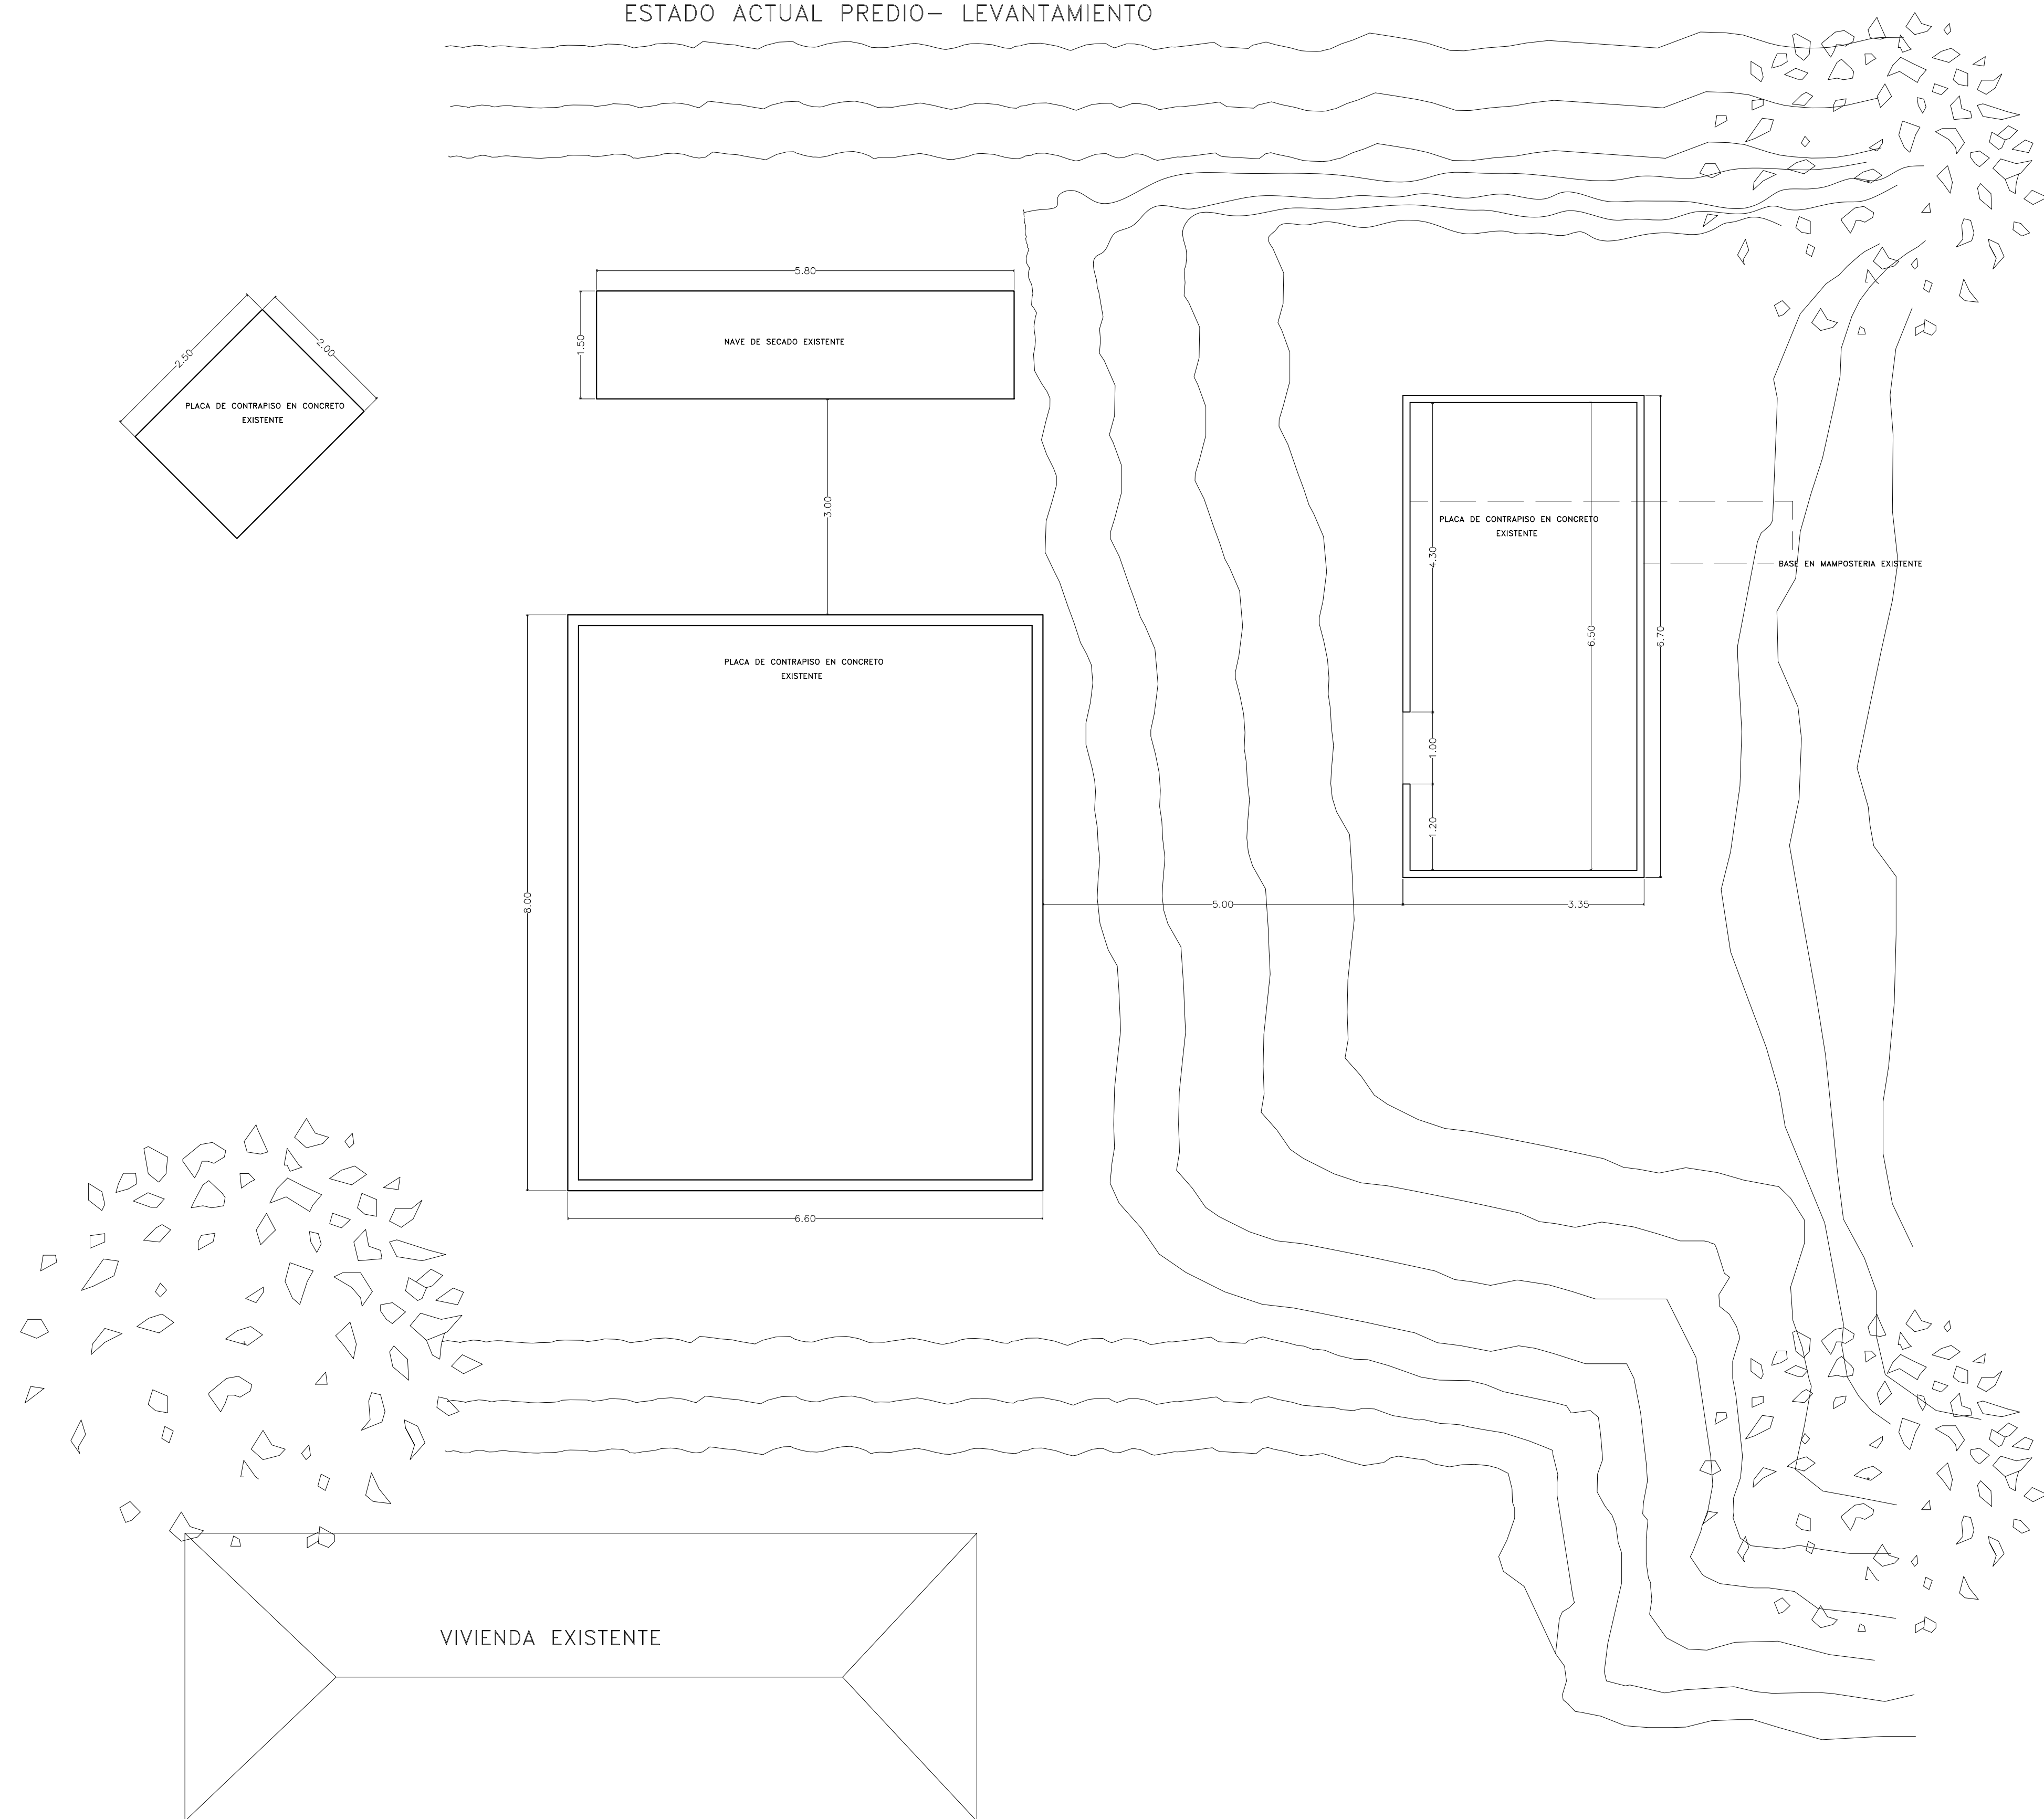 ESTADO ACTUAL PREDIO- LEVANTAMIENTO
5.80
1.50
NAVE DE SECADO EXISTENTE
2.50
2.00
PLACA DE CONTRAPISO EN CONCRETO
EXISTENTE
3.00
PLACA DE CONTRAPISO EN CONCRETO
EXISTENTE
4.30
BASE EN MAMPOSTERIA EXISTENTE
6.50
6.70
PLACA DE CONTRAPISO EN CONCRETO
EXISTENTE
1.00
1.20
8.00
5.00
3.35
6.60
VIVIENDA EXISTENTE